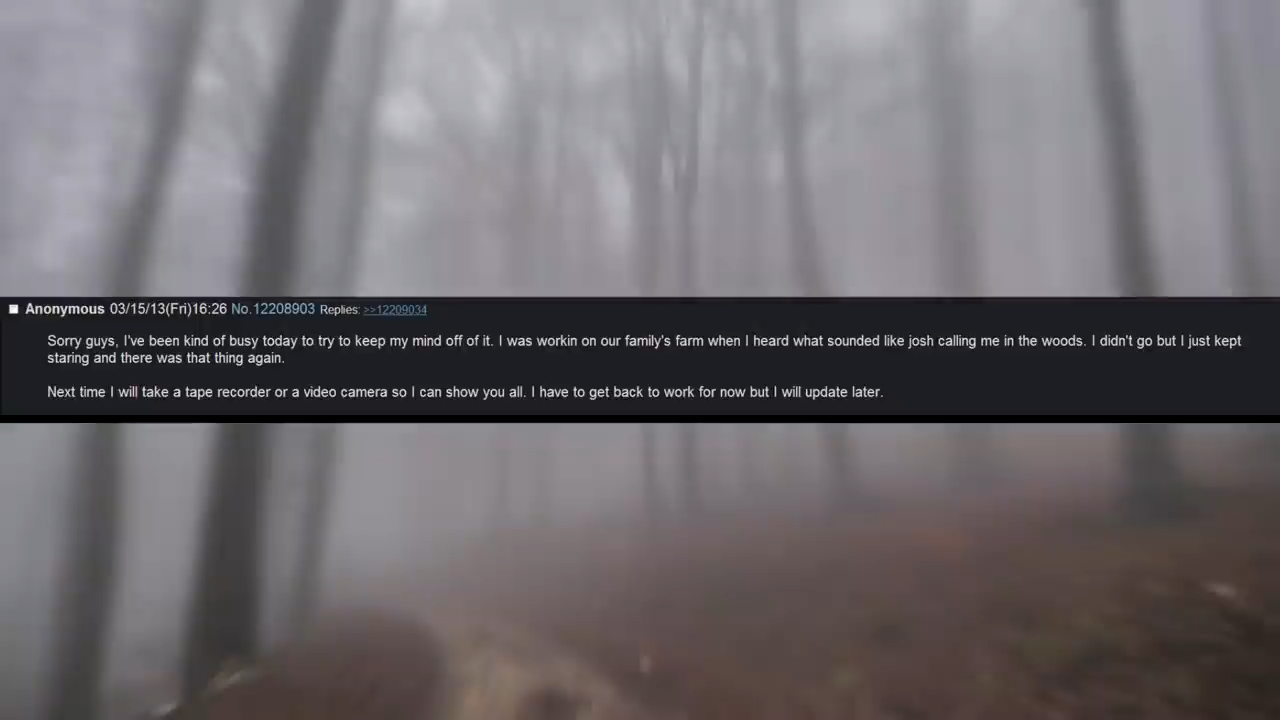 Anonymous 03/15/13(Fri)16:26 No.12208903 Replies: >>12209034
Sorry guys, I've been kind of busy today to try to keep my mind off of it. I was workin on our family's farm when I heard what sounded like josh calling me in the woods. I didn't go but I just kept
staring and there was that thing again.
Next time I will take a tape recorder or a video camera so I can show you all. I have to get back to work for now but I will update later.